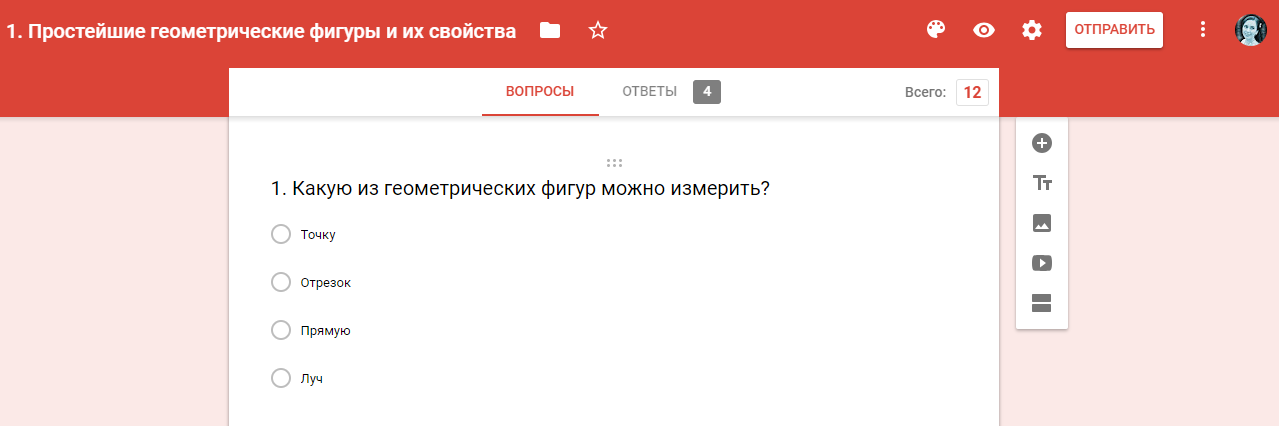 1. Простейшие геометрические фигуры и их свойства
ОТПРАВИТЬ
ВОПРОСЫ
ОТВЕТЫ 4
Всего: 12
1. Какую из геометрических фигур можно измерить?
Точку
Отрезок
Прямую
Луч